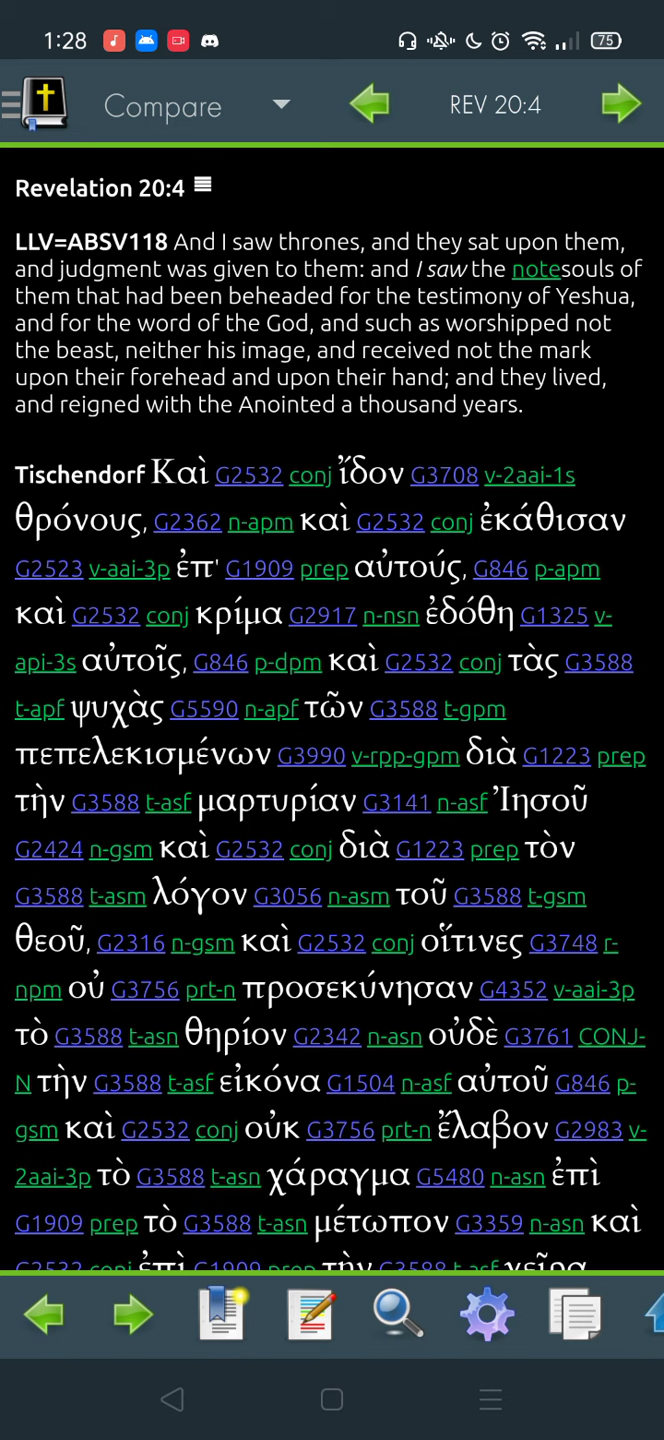 1:28 75
Compare REV 20:4
Revelation 20:4
LLV=ABSV118 And I saw thrones, and they sat upon them,
and judgment was given to them: and I saw the notesouls of
them that had been beheaded for the testimony of Yeshua,
and for the word of the God, and such as worshipped not
the beast, neither his image, and received not the mark
upon their forehead and upon their hand; and they lived,
and reigned with the Anointed a thousand years.
Tischendorf Καὶ G2532 conj ἴδον G3708 v-2aai-1s
θρόνους, G2362 n-apm καὶ G2532 conj ἐκάθισαν
G2523 v-aai-3p ἐπ' G1909 prep αὐτούς, G846 p-apm
καὶ G2532 conj κρίμα G2917 n-nsn ἐδόθη G1325 v-
api-3s αὐτοῖς, G846 p-dpm καὶ G2532 conj τὰς G3588
t-apf ψυχὰς G5590 n-apf τῶν G3588 t-gpm
πεπελεκισμένων G3990 v-rpp-gpm διὰ G1223 prep
τὴν G3588 t-asf μαρτυρίαν G3141 n-asf Ἰησοῦ
G2424 n-gsm καὶ G2532 conj διὰ G1223 prep τὸν
G3588 t-asm λόγον G3056 n-asm τοῦ G3588 t-gsm
θεοῦ, G2316 n-gsm καὶ G2532 conj οἵτινες G3748 r-
npm οὐ G3756 prt-n προσεκύνησαν G4352 v-aai-3p
τὸ G3588 t-asn θηρίον G2342 n-asn οὐδὲ G3761 CONJ-
N τὴν G3588 t-asf εἰκόνα G1504 n-asf αὐτοῦ G846 p-
gsm καὶ G2532 conj οὐκ G3756 prt-n ἔλαβον G2983 v-
2aai-3p τὸ G3588 t-asn χάραγμα G5480 n-asn ἐπὶ
G1909 prep τὸ G3588 t-asn μέτωπον G3359 n-asn καὶ
G2532 conj ἐπὶ G1909 prep τὴν G3588 t-asf χεῖρα